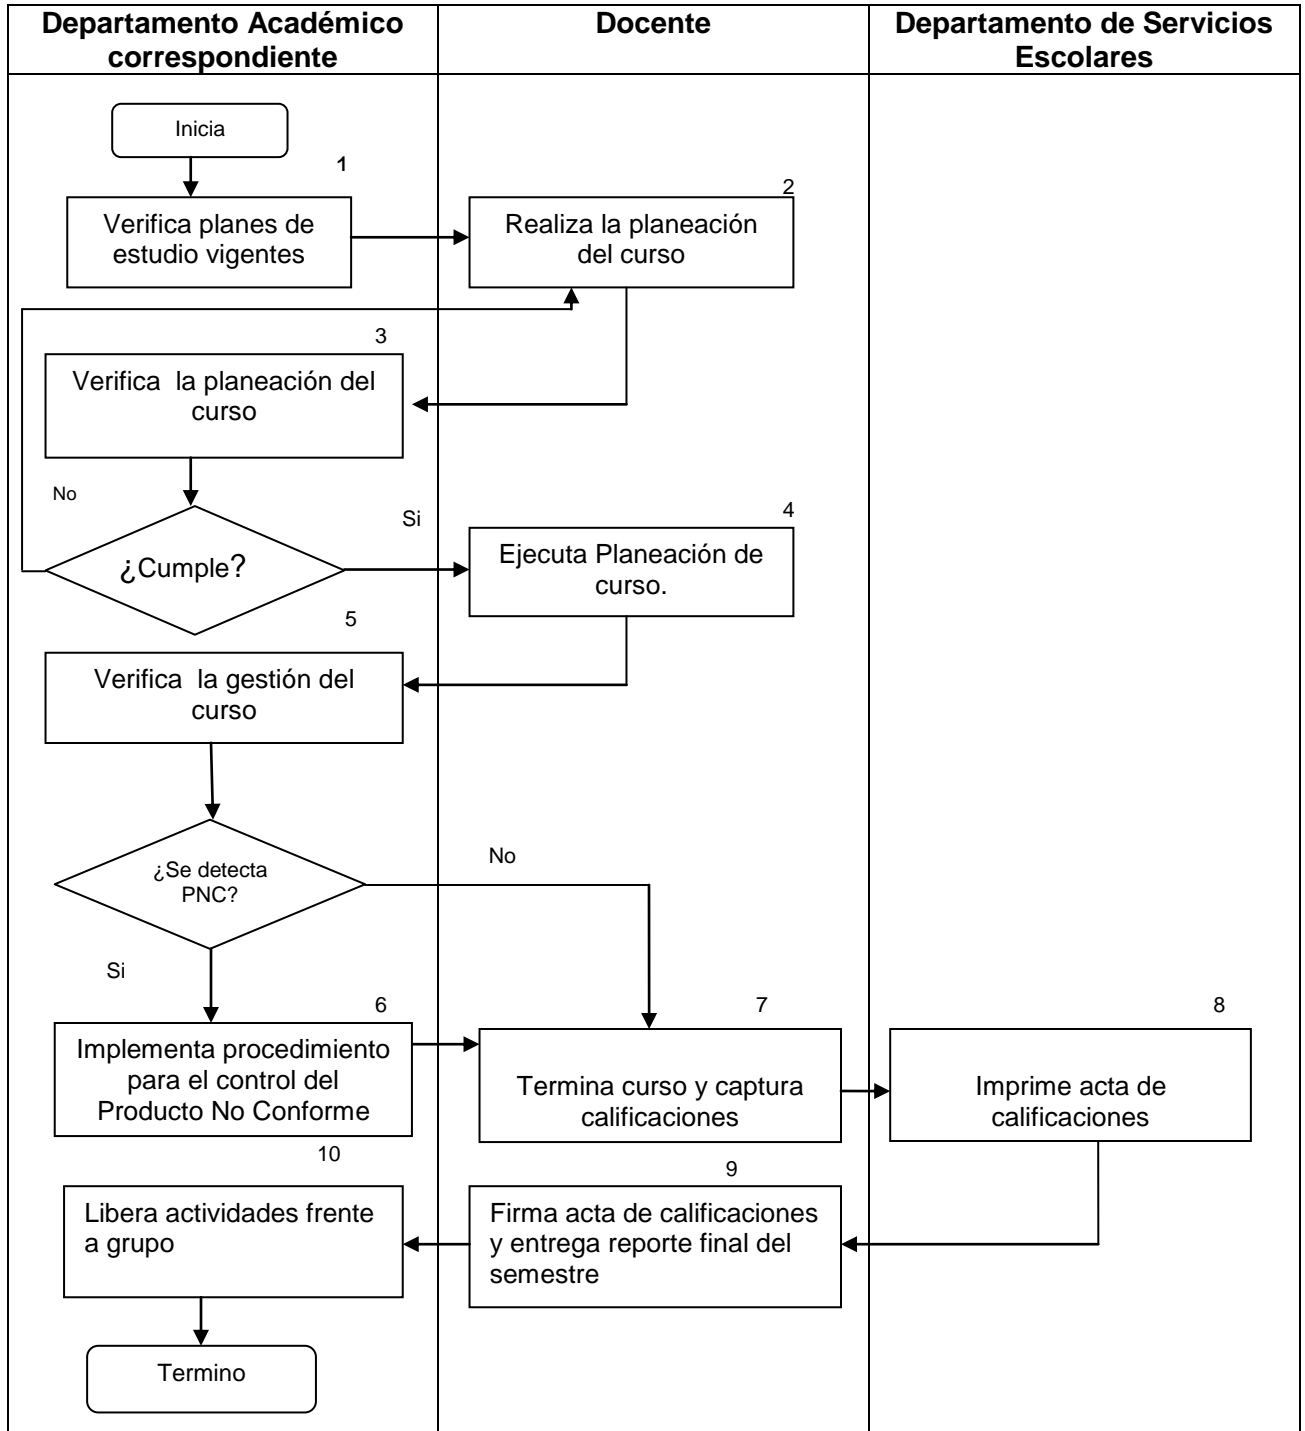 Departamento Académico
correspondiente
Docente
Departamento de Servicios
Escolares
Inicia
1
Verifica planes de
estudio vigentes
2
Realiza la planeación
del curso
3
Verifica la planeación del
curso
No
¿Cumple?
Si
4
Ejecuta Planeación de
curso.
5
Verifica la gestión del
curso
¿Se detecta
PNC?
No
Si
6
Implementa procedimiento
para el control del
Producto No Conforme
7
Termina curso y captura
calificaciones
8
Imprime acta de
calificaciones
9
Firma acta de calificaciones
y entrega reporte final del
semestre
10
Libera actividades frente
a grupo
Termino